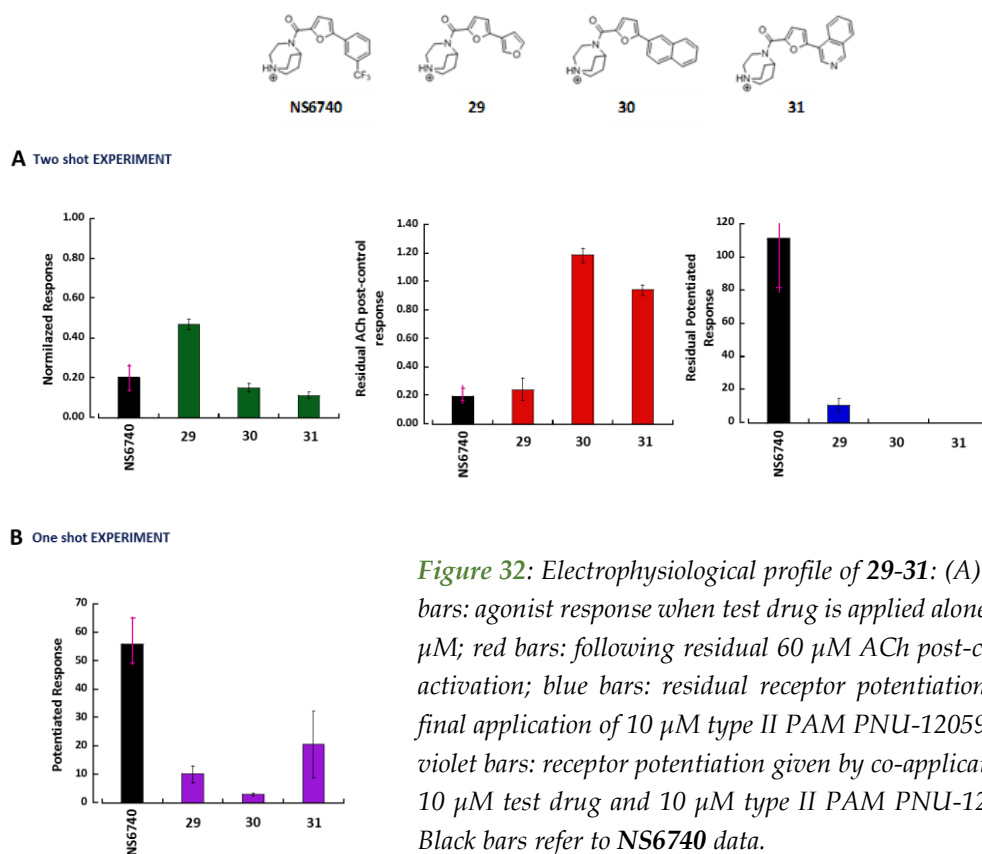 NS6740 29 30 31
A Two shot EXPERIMENT
Normilazed Response
1.00
0.80
0.60
0.40
0.20
0.00
NS6740 29 30 31
Residual ACh post-control
response
1.40
1.20
1.00
0.80
0.60
0.40
0.20
0.00
NS6740 29 30 31
Residual Potentiated
Response
120
100
80
60
40
20
0
NS6740 29 30 31
B One shot EXPERIMENT
Potentiated Response
70
60
50
40
30
20
10
0
NS6740 29 30 31
Figure 32: Electrophysiological profile of 29-31: (A)
bars: agonist response when test drug is applied alone
µM; red bars: following residual 60 µM ACh post-c
activation; blue bars: residual receptor potentiation
final application of 10 µM type II PAM PNU-12059
violet bars: receptor potentiation given by co-applica
10 µM test drug and 10 µM type II PAM PNU-12
Black bars refer to NS6740 data.